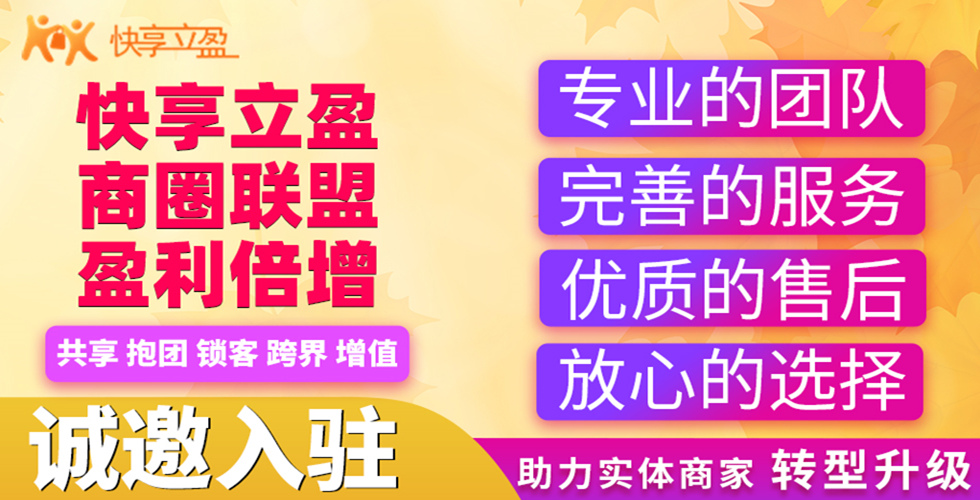 快享立盈
快享立盈
商圈联盟
盈利倍增
共享 抱团 锁客 跨界 增值
诚邀入驻
专业的团队
完善的服务
优质的售后
放心的选择
助力实体商家 转型升级